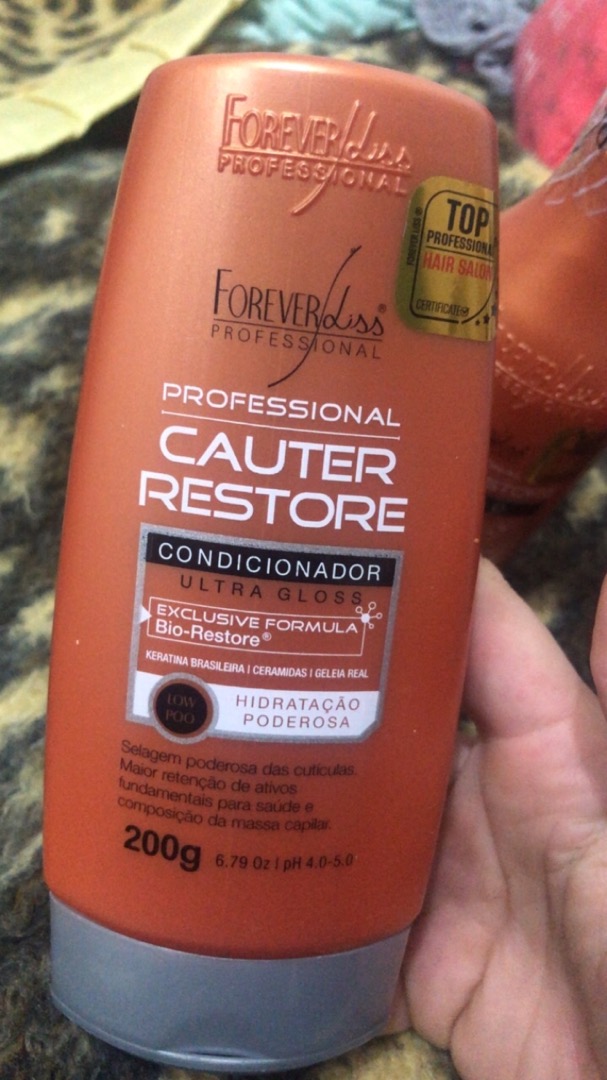 FOREVER Liss
PROFESSIONAL
FOREVER Liss®
PROFESSIONAL
FOREVER LISS®
TOP
PROFESSIONAL
HAIR SALON
CERTIFICATE
PROFESSIONAL
CAUTER
RESTORE
CONDICIONADOR
ULTRA GLOSS
EXCLUSIVE FORMULA
Bio-Restore®
KERATINA BRASILEIRA | CERAMIDAS | GELEIA REAL
LOW
POO
HIDRATAÇÃO
PODEROSA
Selagem poderosa das cutículas.
Maior retenção de ativos
fundamentais para saúde e
composição da massa capilar.
200g 6.79 Oz | pH 4.0-5.0